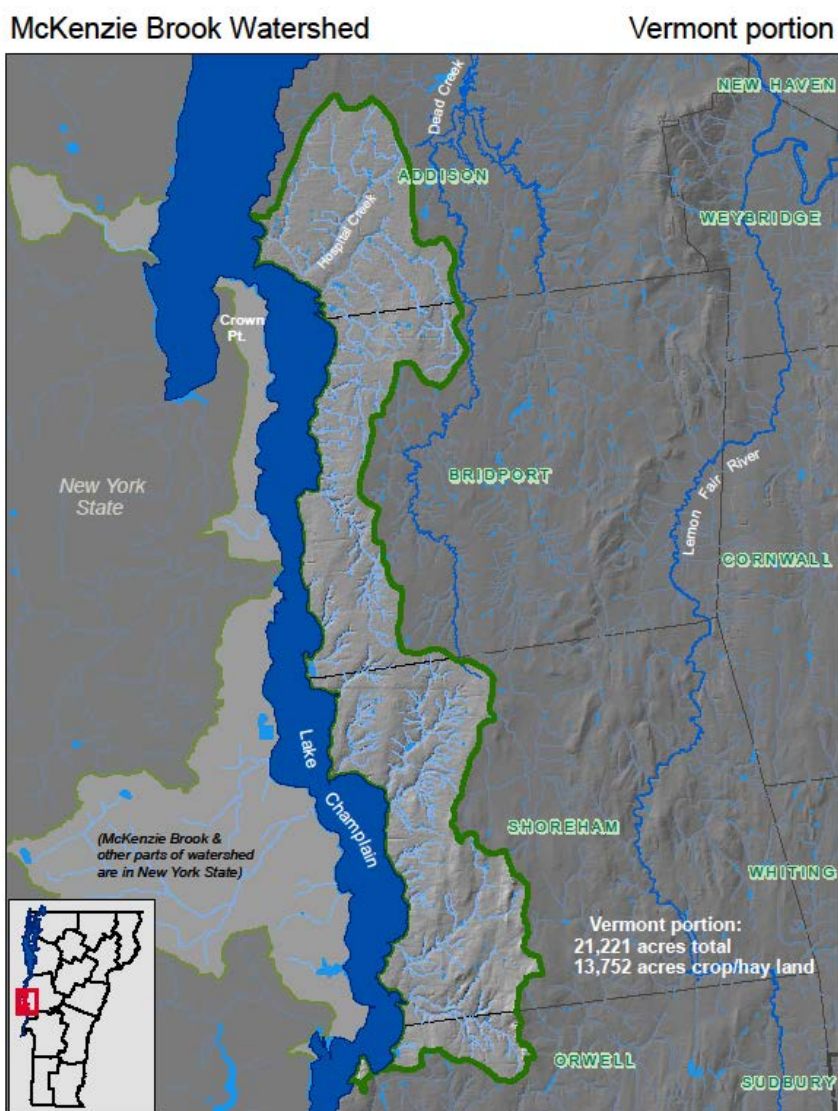 McKenzie Brook Watershed
Vermont portion
NEW HAVEN
Dead Creek
ADDISON
WEYBRIDGE
Hospital Creek
Crown
Pt.
New York
State
BRIDPORT
Lemon Fair River
CORNWALL
Lake Champlain
SHOREHAM
(McKenzie Brook &
other parts of watershed
are in New York State)
WHITING
Vermont portion:
21,221 acres total
13,752 acres crop/hay land
ORWELL
SUDBURY